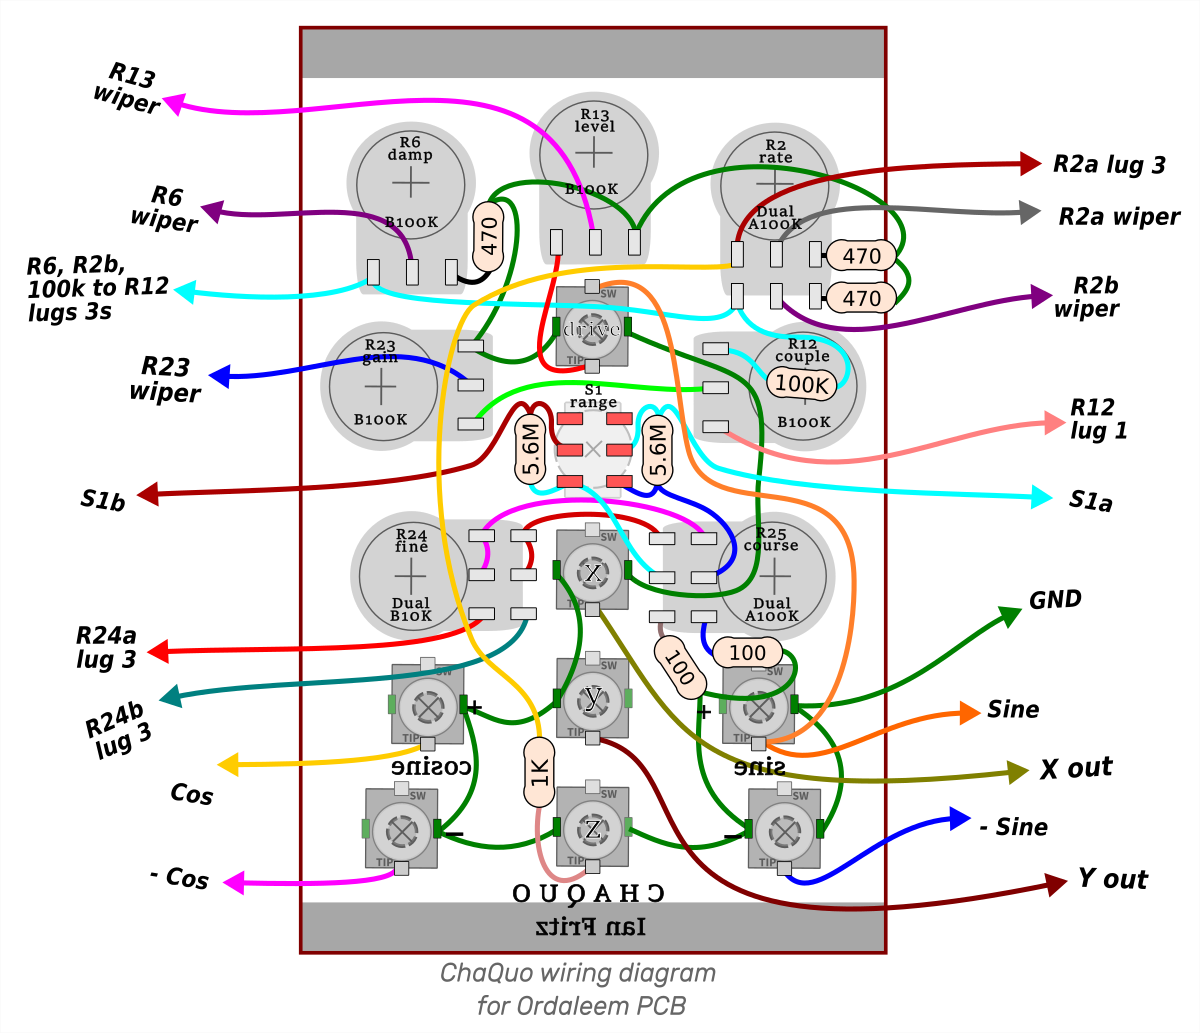 R13
wiper
R13
level
R6
damp
R2
rate
R2a lug 3
B100K
R6
wiper
B100K
470
Dual
A100K
R2a wiper
470
R6, R2b,
100k to R12
lugs 3s
470
R2b
wiper
SW
drive
TIP
R23
gain
R12
couple
R23
wiper
100K
B100K
B100K
S1
range
R12
lug 1
5.6M
5.6M
S1b
S1a
R24
fine
SW
X
TIP
R25
course
Dual
B10K
Dual
A100K
GND
R24a
lug 3
100
100
SW
SW
y
TIP
SW
R24b
lug 3
+
TIP
+
TIP
Sine
cosine
sine
X out
Cos
1K
SW
TIP
SW
z
TIP
SW
TIP
–
–
- Sine
- Cos
Y out
CHAQUO
Ian Fritz
ChaQuo wiring diagram
for Ordaleem PCB